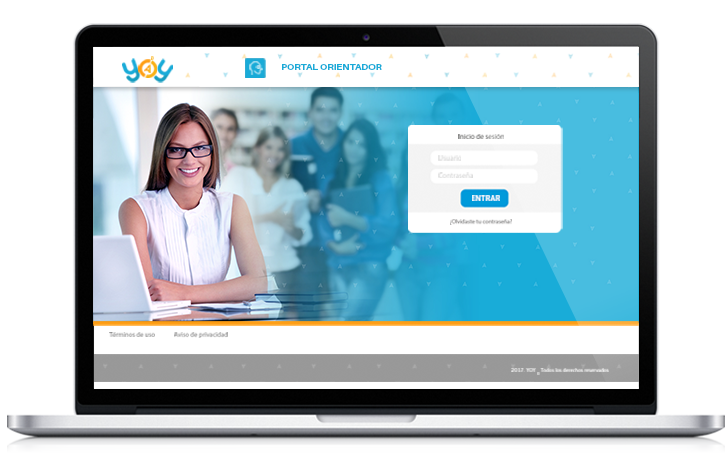 yoy
PORTAL ORIENTADOR
Inicio de sesión
Usuario
Contraseña
ENTRAR
¿Olvidaste tu contraseña?
Términos de uso
Aviso de privacidad
2017 YOY. Todos los derechos reservados